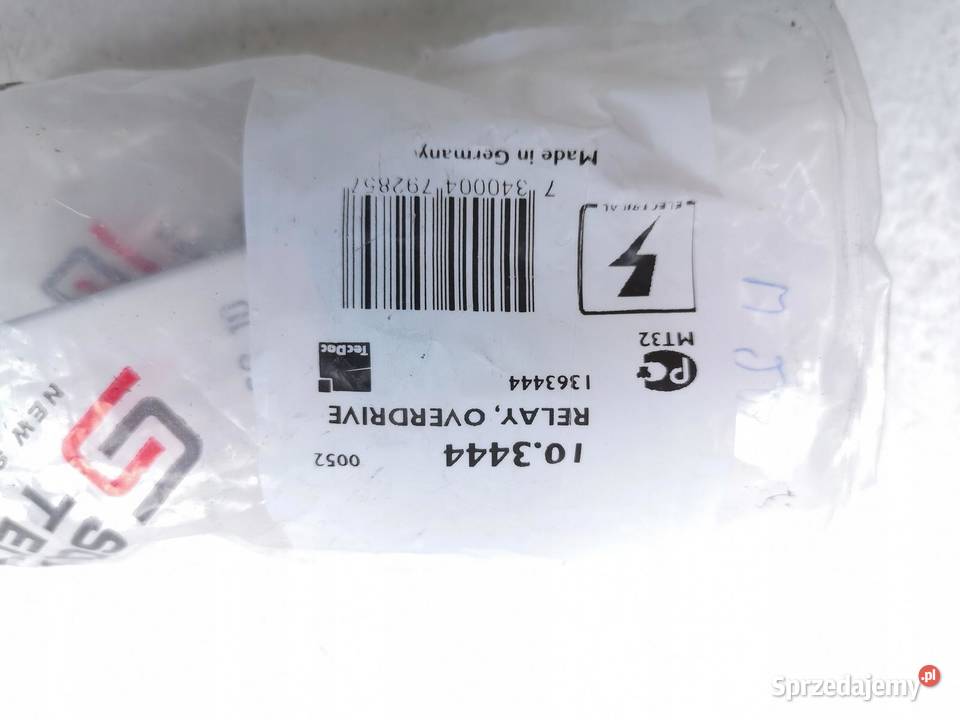 10.3444 0052
RELAY, OVERDRIVE
1363444
TecDoc
MT32
ELECTRICAL
7 340004 792857
Made in Germany
NEW
Sprzedajemy.pl